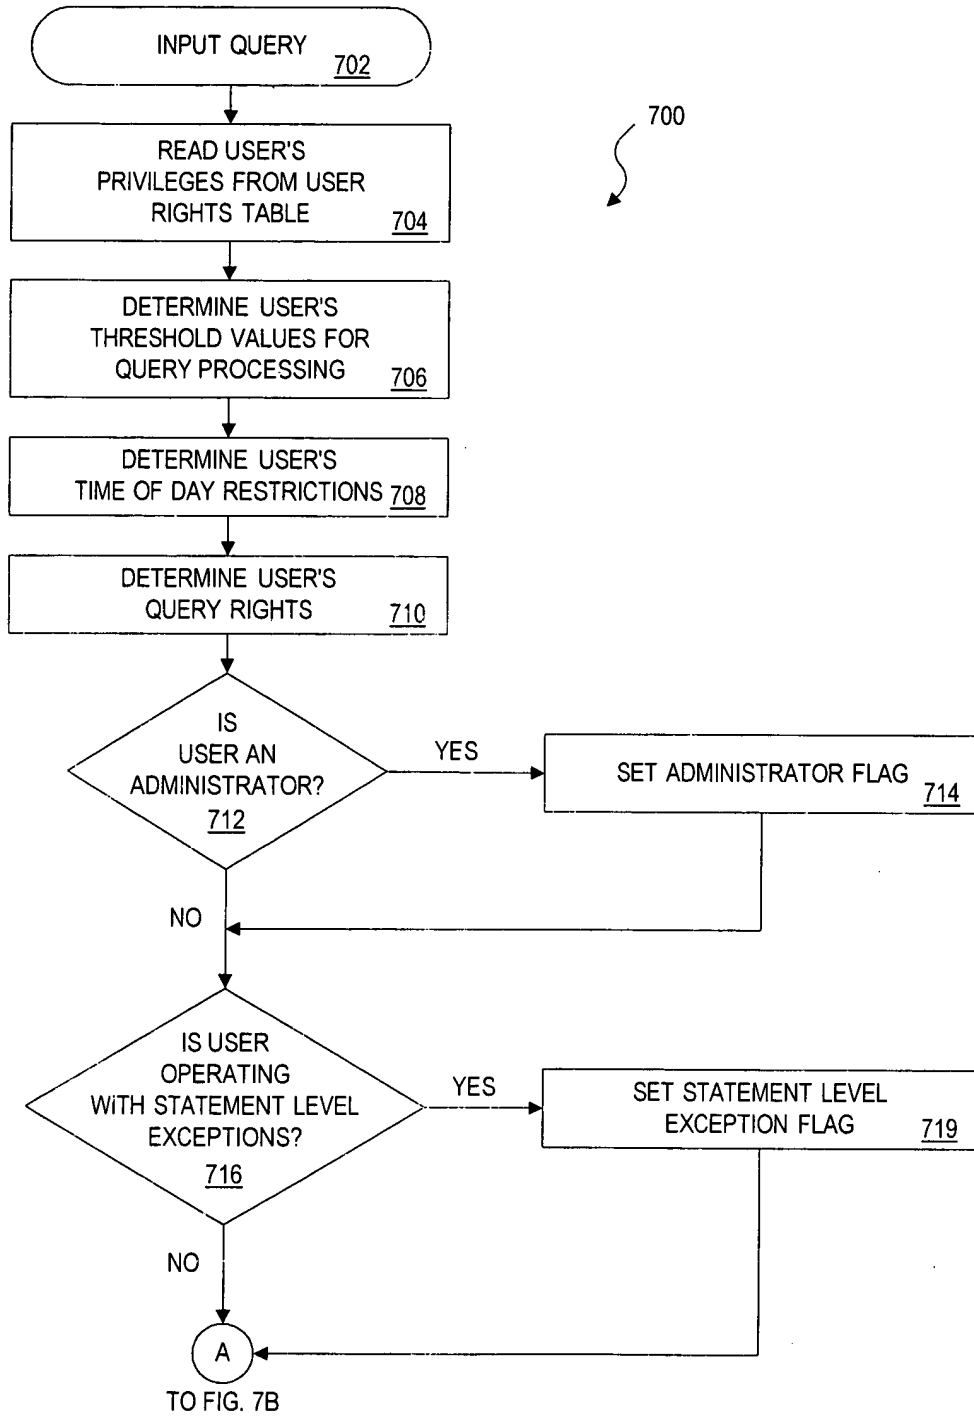 INPUT QUERY
702
700
READ USER'S
PRIVILEGES FROM USER
RIGHTS TABLE
704
DETERMINE USER'S
THRESHOLD VALUES FOR
QUERY PROCESSING
706
DETERMINE USER'S
TIME OF DAY RESTRICTIONS
708
DETERMINE USER'S
QUERY RIGHTS
710
IS
USER AN
ADMINISTRATOR?
712
YES
SET ADMINISTRATOR FLAG
714
NO
IS USER
OPERATING
WiTH STATEMENT LEVEL
EXCEPTIONS?
716
YES
SET STATEMENT LEVEL
EXCEPTION FLAG
719
NO
A
TO FIG. 7B